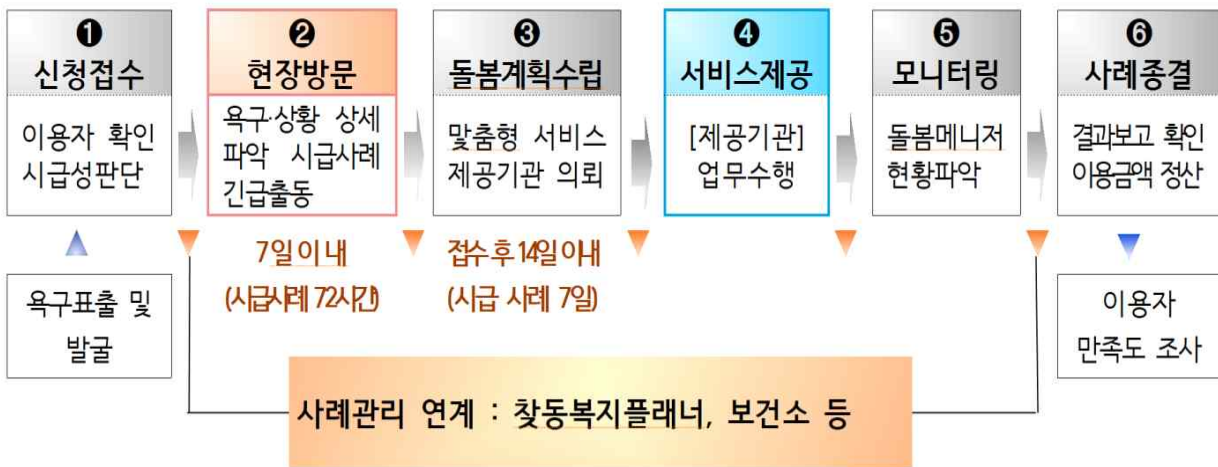 ❶
신청접수
이용자 확인
시급성판단
❷
현장방문
욕구·상황 상세
파악 시급사례
긴급출동
❸
돌봄계획수립
맞춤형 서비스
제공기관 의뢰
❹
서비스제공
[제공기관]
업무수행
❺
모니터링
돌봄메니저
현황파악
❻
사례종결
결과보고 확인
이용금액 정산
7일이내
(시급사례 72시간)
접수 후 14일이내
(시급 사례 7일)
욕구표출 및
발굴
이용자
만족도 조사
사례관리 연계 : 찾동복지플래너, 보건소 등